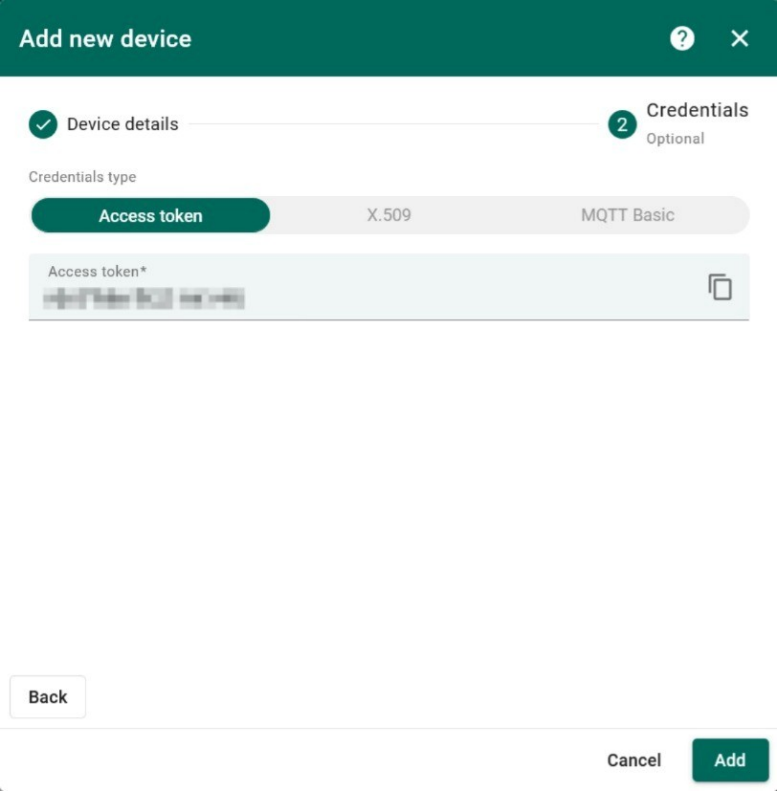 Add new device
Device details
2
Credentials
Optional
Credentials type
Access token
X.509
MQTT Basic
Access token*
Back
Cancel
Add